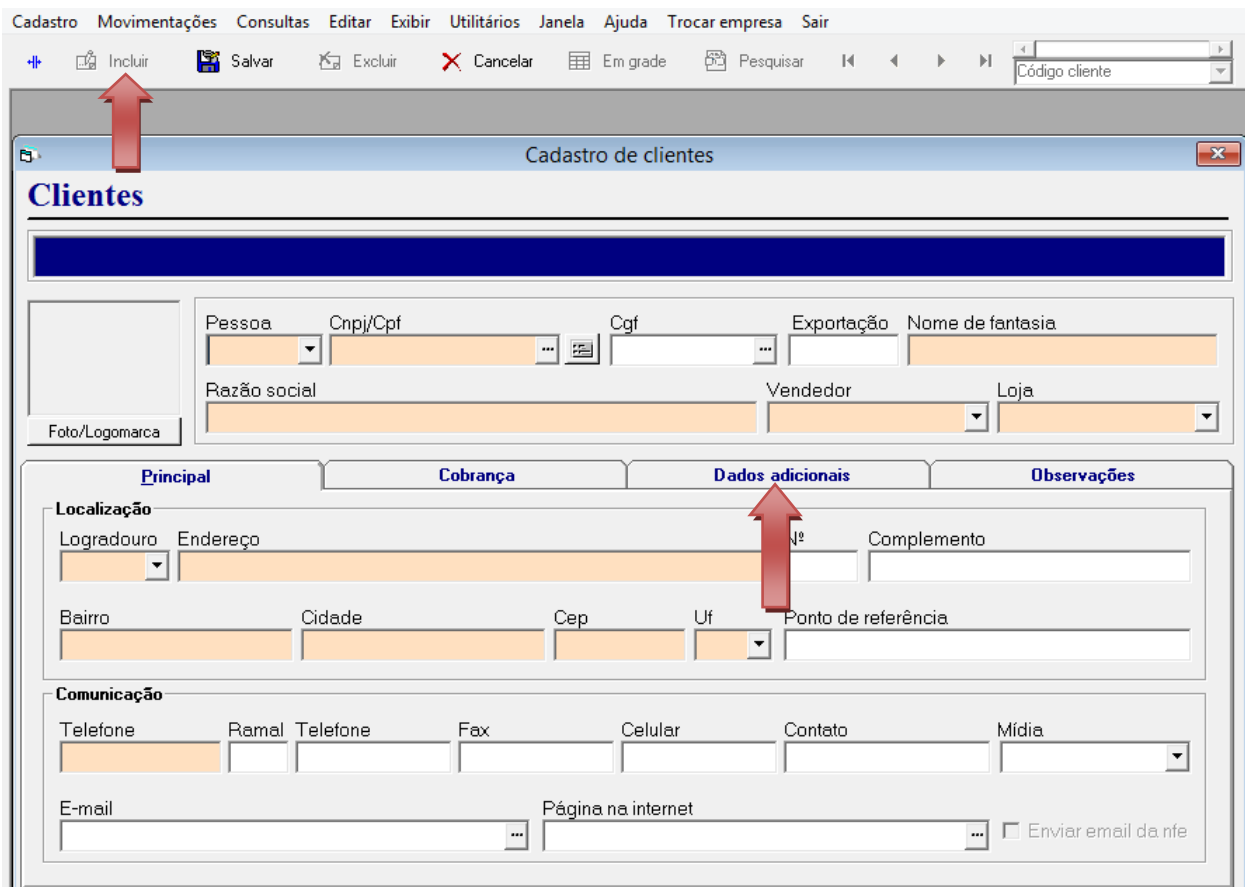 Cadastro Movimentações Consultas Editar Exibir Utilitários Janela Ajuda Trocar empresa Sair
Incluir Salvar Excluir Cancelar Em grade Pesquisar
Código cliente
Cadastro de clientes
Clientes
Pessoa Cnpj/Cpf Cgf Exportação Nome de fantasia
Razão social Vendedor Loja
Foto/Logomarca
Principal Cobrança Dados adicionais Observações
Localização
Logradouro Endereço Nº Complemento
Bairro Cidade Cep Uf Ponto de referência
Comunicação
Telefone Ramal Telefone Fax Celular Contato Mídia
E-mail Página na internet
Enviar email da nfe